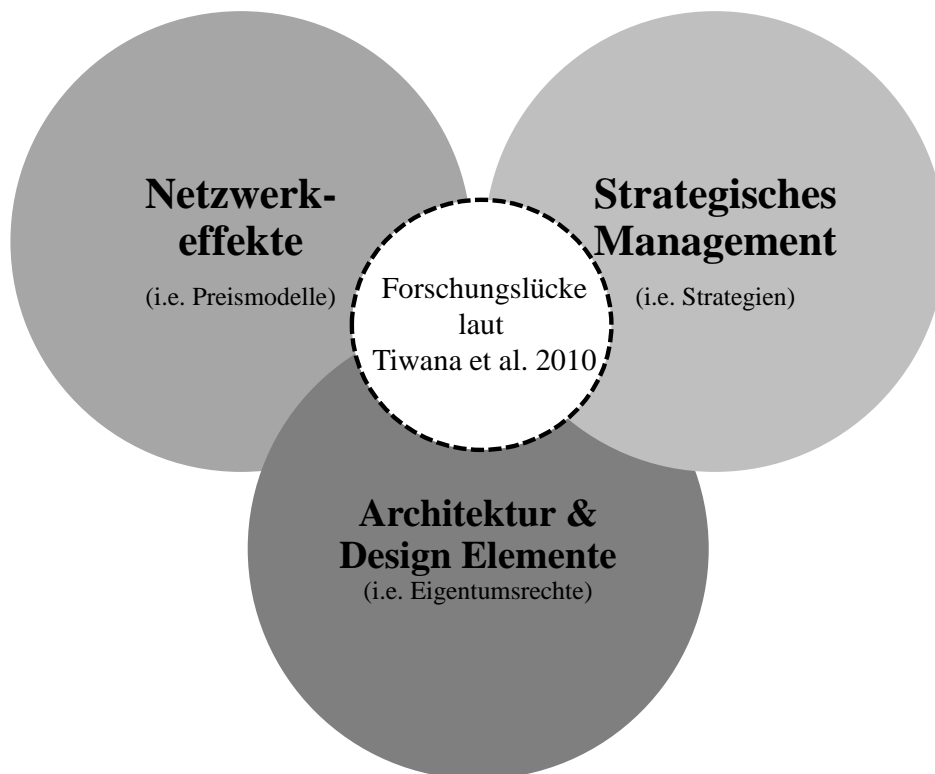 Netzwerk-
effekte
(i.e. Preismodelle)
Strategisches
Management
(i.e. Strategien)
Forschungslücke
laut
Tiwana et al. 2010
Architektur &
Design Elemente
(i.e. Eigentumsrechte)